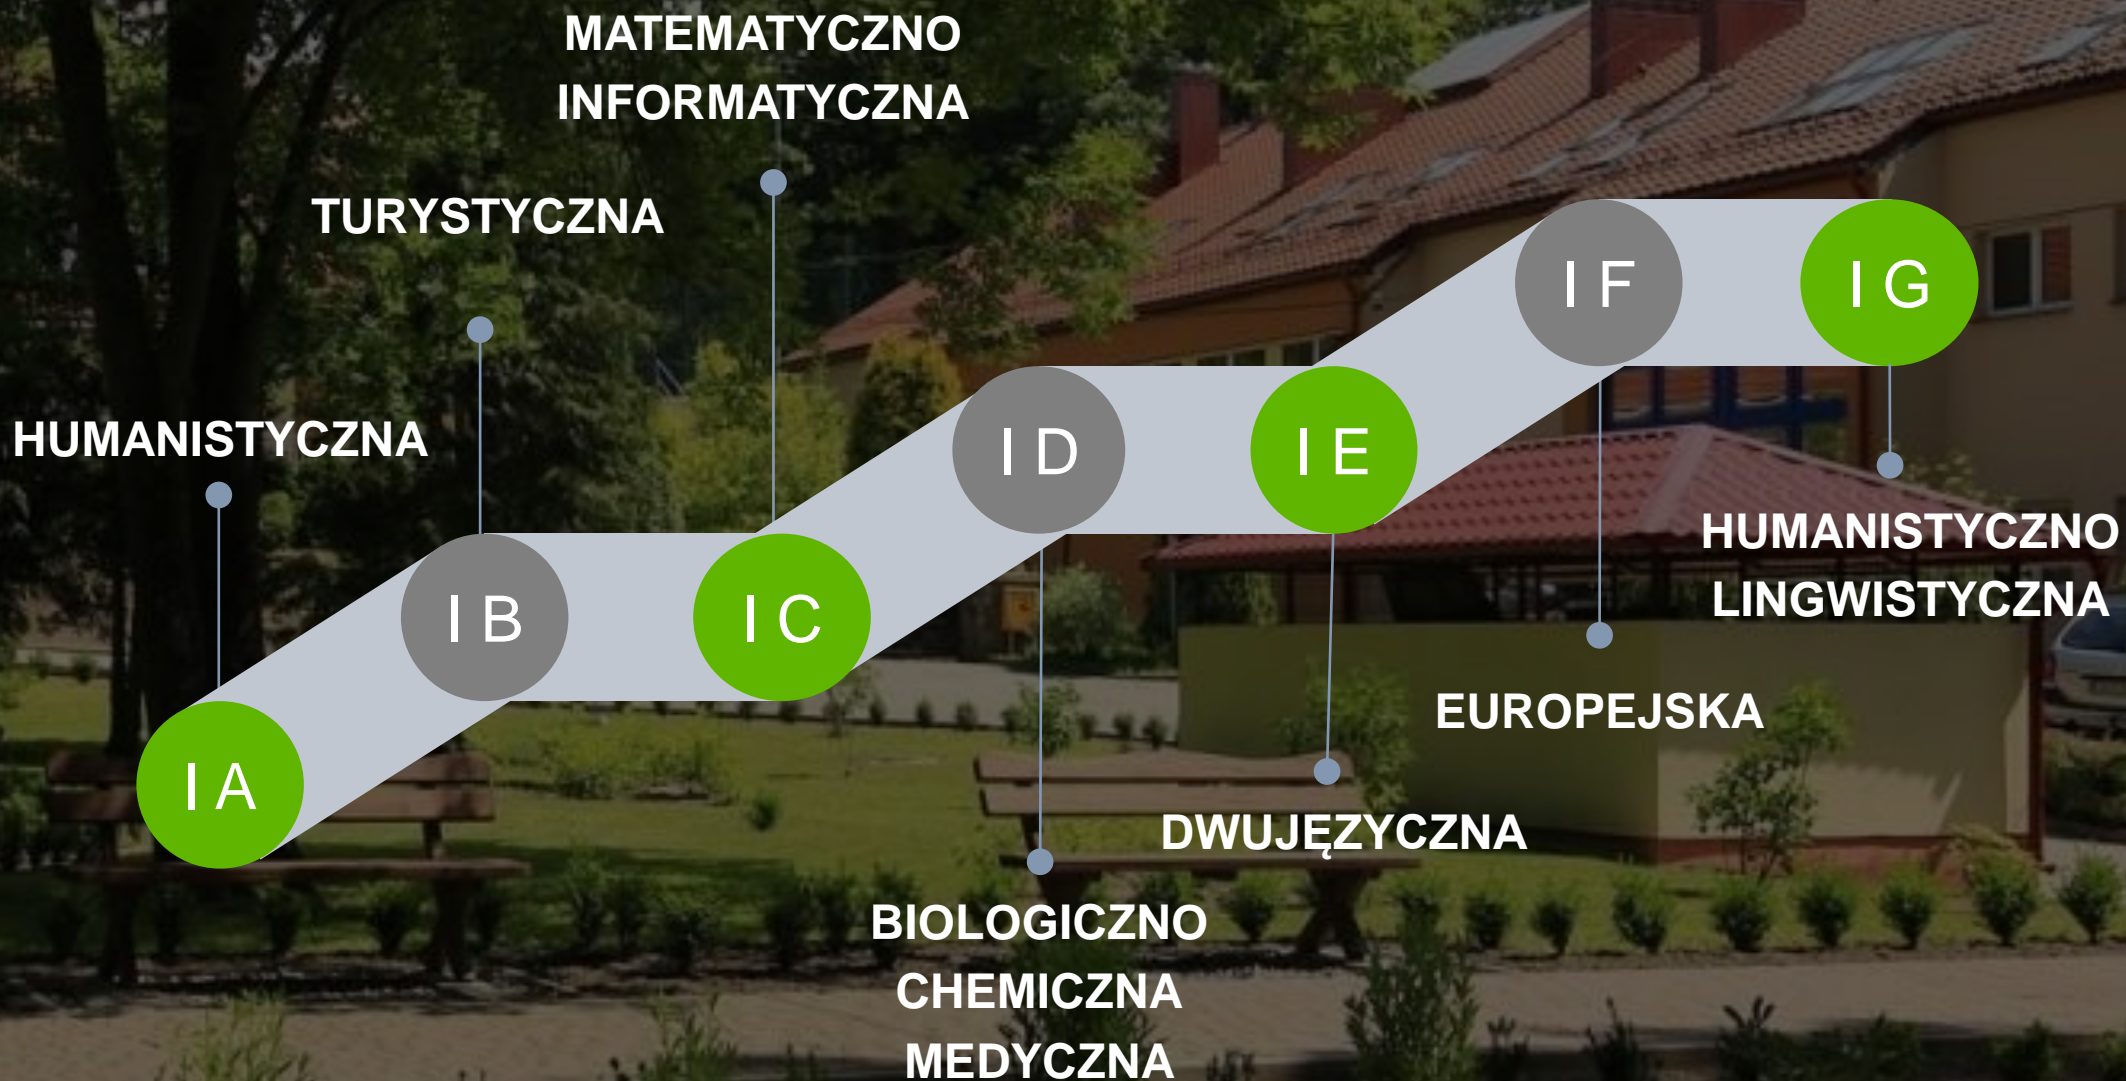 MATEMATYCZNO
INFORMATYCZNA
TURYSTYCZNA
HUMANISTYCZNA
I A
I B
I C
I D
I E
I F
I G
HUMANISTYCZNO
LINGWISTYCZNA
EUROPEJSKA
DWUJĘZYCZNA
BIOLOGICZNO
CHEMICZNA
MEDYCZNA